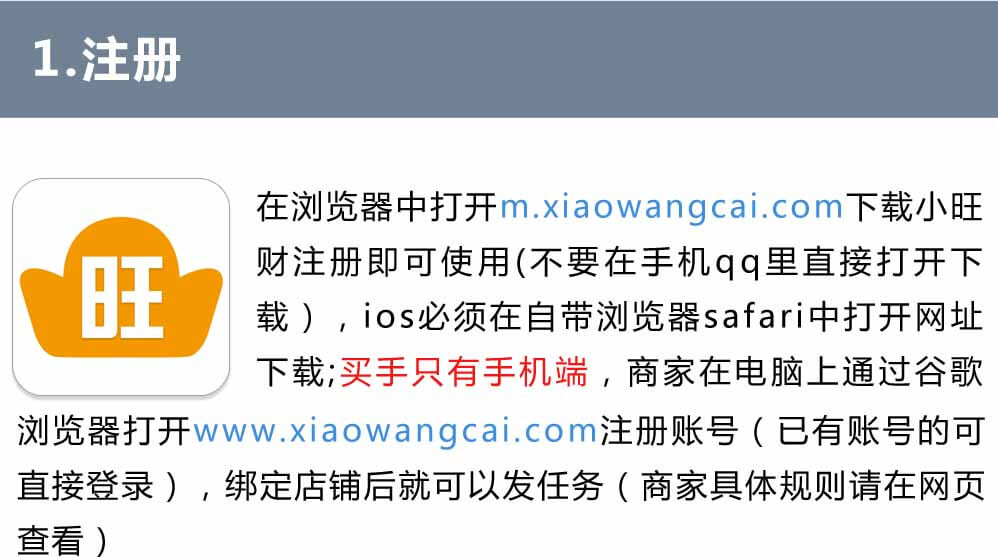 1.注册
旺
在浏览器中打开m.xiaowangcai.com下载小旺
财注册即可使用(不要在手机qq里直接打开下
载），ios必须在自带浏览器safari中打开网址
下载;买手只有手机端，商家在电脑上通过谷歌
浏览器打开www.xiaowangcai.com注册账号（已有账号的可
直接登录），绑定店铺后就可以发任务（商家具体规则请在网页
查看）